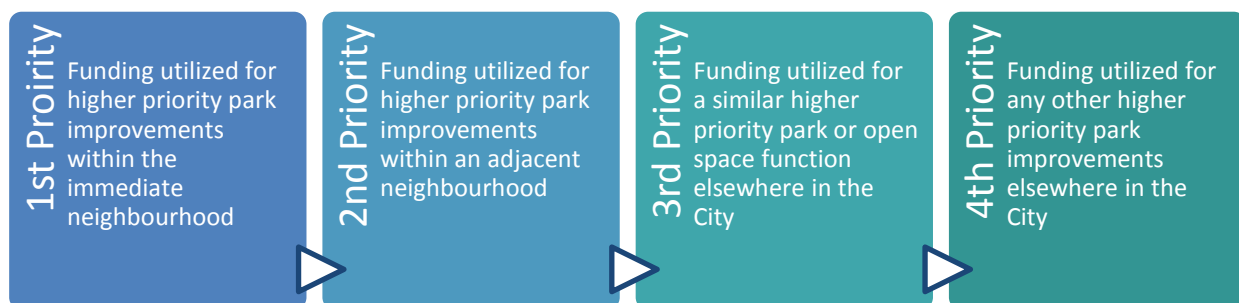 1st Proirity
Funding utilized for
higher priority park
improvements
within the
immediate
neighbourhood
2nd Priority
Funding utilized for
higher priority park
improvements
within an adjacent
neighbourhood
3rd Priority
Funding utilized for
a similar higher
priority park or open
space function
elsewhere in the
City
4th Priority
Funding utilized for
any other higher
priority park
improvements
elsewhere in the
City